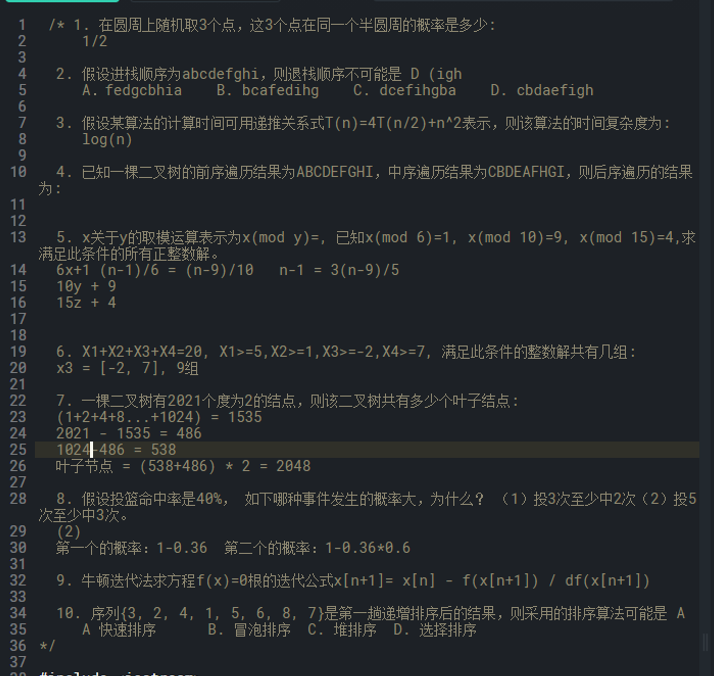 1 /* 1. 在圆周上随机取3个点，这3个点在同一个半圆周的概率是多少:
2 1/2
3
4 2. 假设进栈顺序为abcdefghi，则退栈顺序不可能是 D (igh
5 A. fedgcbhia B. bcafedihg C. dcefihgba D. cbdaefigh
6
7 3. 假设某算法的计算时间可用递推关系式T(n)=4T(n/2)+n^2表示，则该算法的时间复杂度为:
8 log(n)
9
10 4. 已知一棵二叉树的前序遍历结果为ABCDEFGHI，中序遍历结果为CBDEAFHGI，则后序遍历的结果
为:
11
12
13 5. x关于y的取模运算表示为x(mod y)=, 已知x(mod 6)=1, x(mod 10)=9, x(mod 15)=4,求
满足此条件的所有正整数解。
14 6x+1 (n-1)/6 = (n-9)/10 n-1 = 3(n-9)/5
15 10y + 9
16 15z + 4
17
18
19 6. X1+X2+X3+X4=20, X1>=5,X2>=1,X3>=-2,X4>=7, 满足此条件的整数解共有几组:
20 x3 = [-2, 7], 9组
21
22 7. 一棵二叉树有2021个度为2的结点，则该二叉树共有多少个叶子结点:
23 (1+2+4+8...+1024) = 1535
24 2021 - 1535 = 486
25 1024-486 = 538
26 叶子节点 = (538+486) * 2 = 2048
27
28 8. 假设投篮命中率是40%， 如下哪种事件发生的概率大，为什么？ （1）投3次至少中2次（2）投5
次至少中3次。
29 (2)
30 第一个的概率：1-0.36 第二个的概率：1-0.36*0.6
31
32 9. 牛顿迭代法求方程f(x)=0根的迭代公式x[n+1]= x[n] - f(x[n+1]) / df(x[n+1])
33
34 10. 序列{3, 2, 4, 1, 5, 6, 8, 7}是第一趟递增排序后的结果，则采用的排序算法可能是 A
35 A 快速排序 B. 冒泡排序 C. 堆排序 D. 选择排序
36 */
37